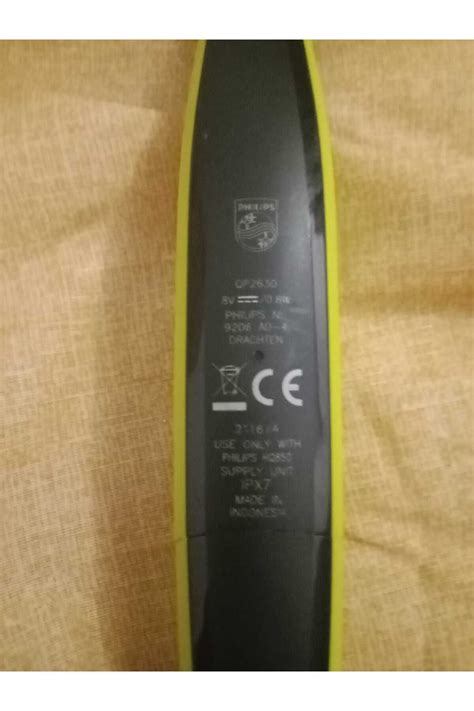 PHILIPS
QP2630
8V ⎓ /0.8W
PHILIPS NL
9206 AD-4
DRACHTEN
CE
USE ONLY WITH
PHILIPS HQ850
SUPPLY UNIT
IPX7
MADE IN
INDONESIA